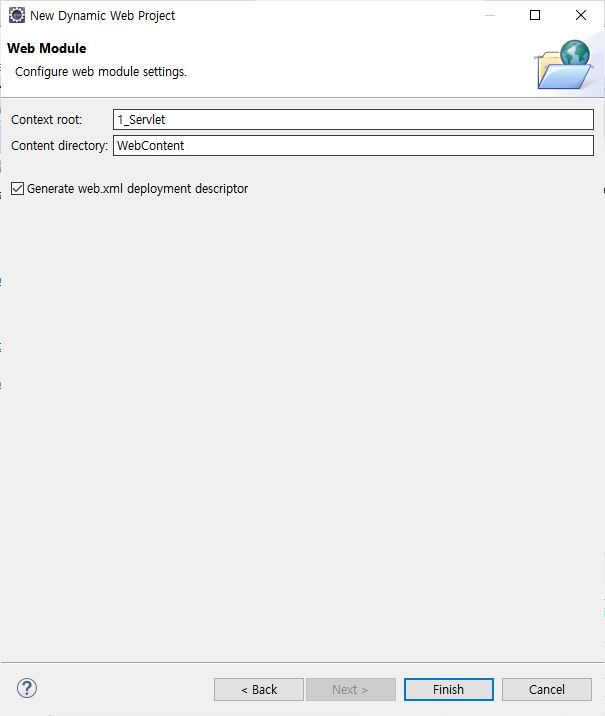 New Dynamic Web Project
Web Module
Configure web module settings.
Context root: 1_Servlet
Content directory: WebContent
Generate web.xml deployment descriptor
< Back Next > Finish Cancel